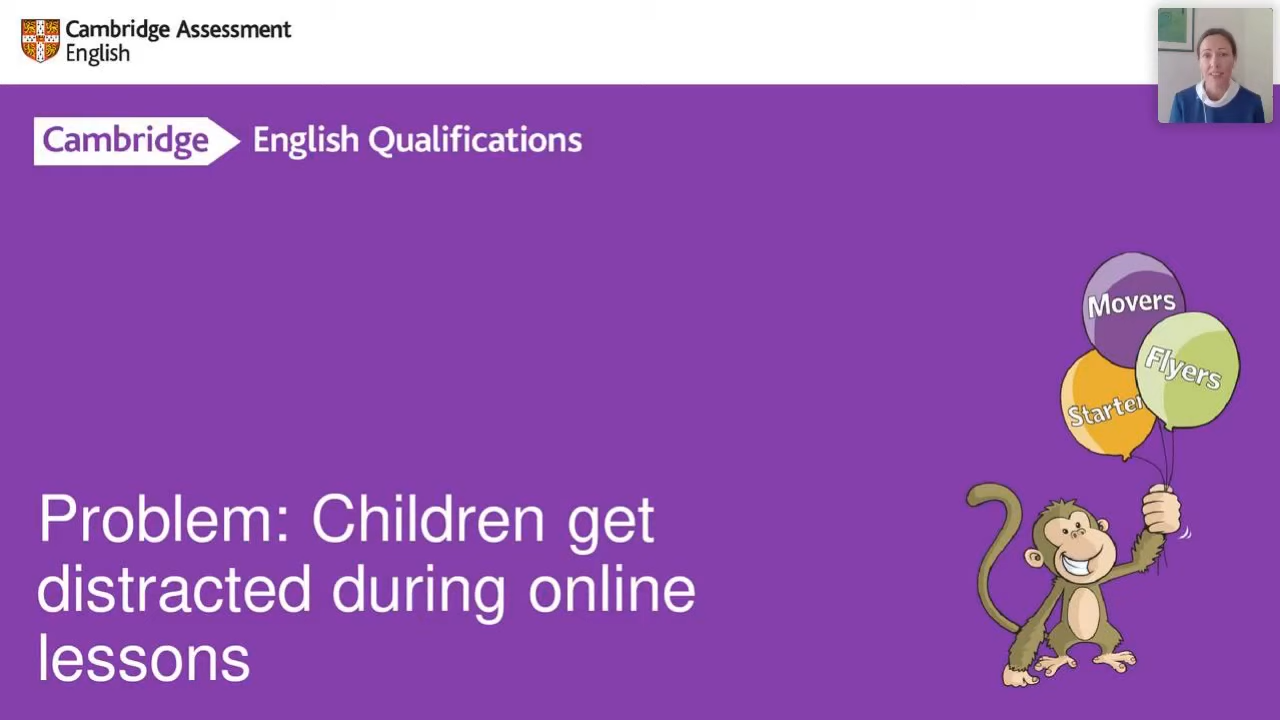 Cambridge Assessment
English
Cambridge English Qualifications
Movers
Flyers
Starter
Problem: Children get
distracted during online
lessons